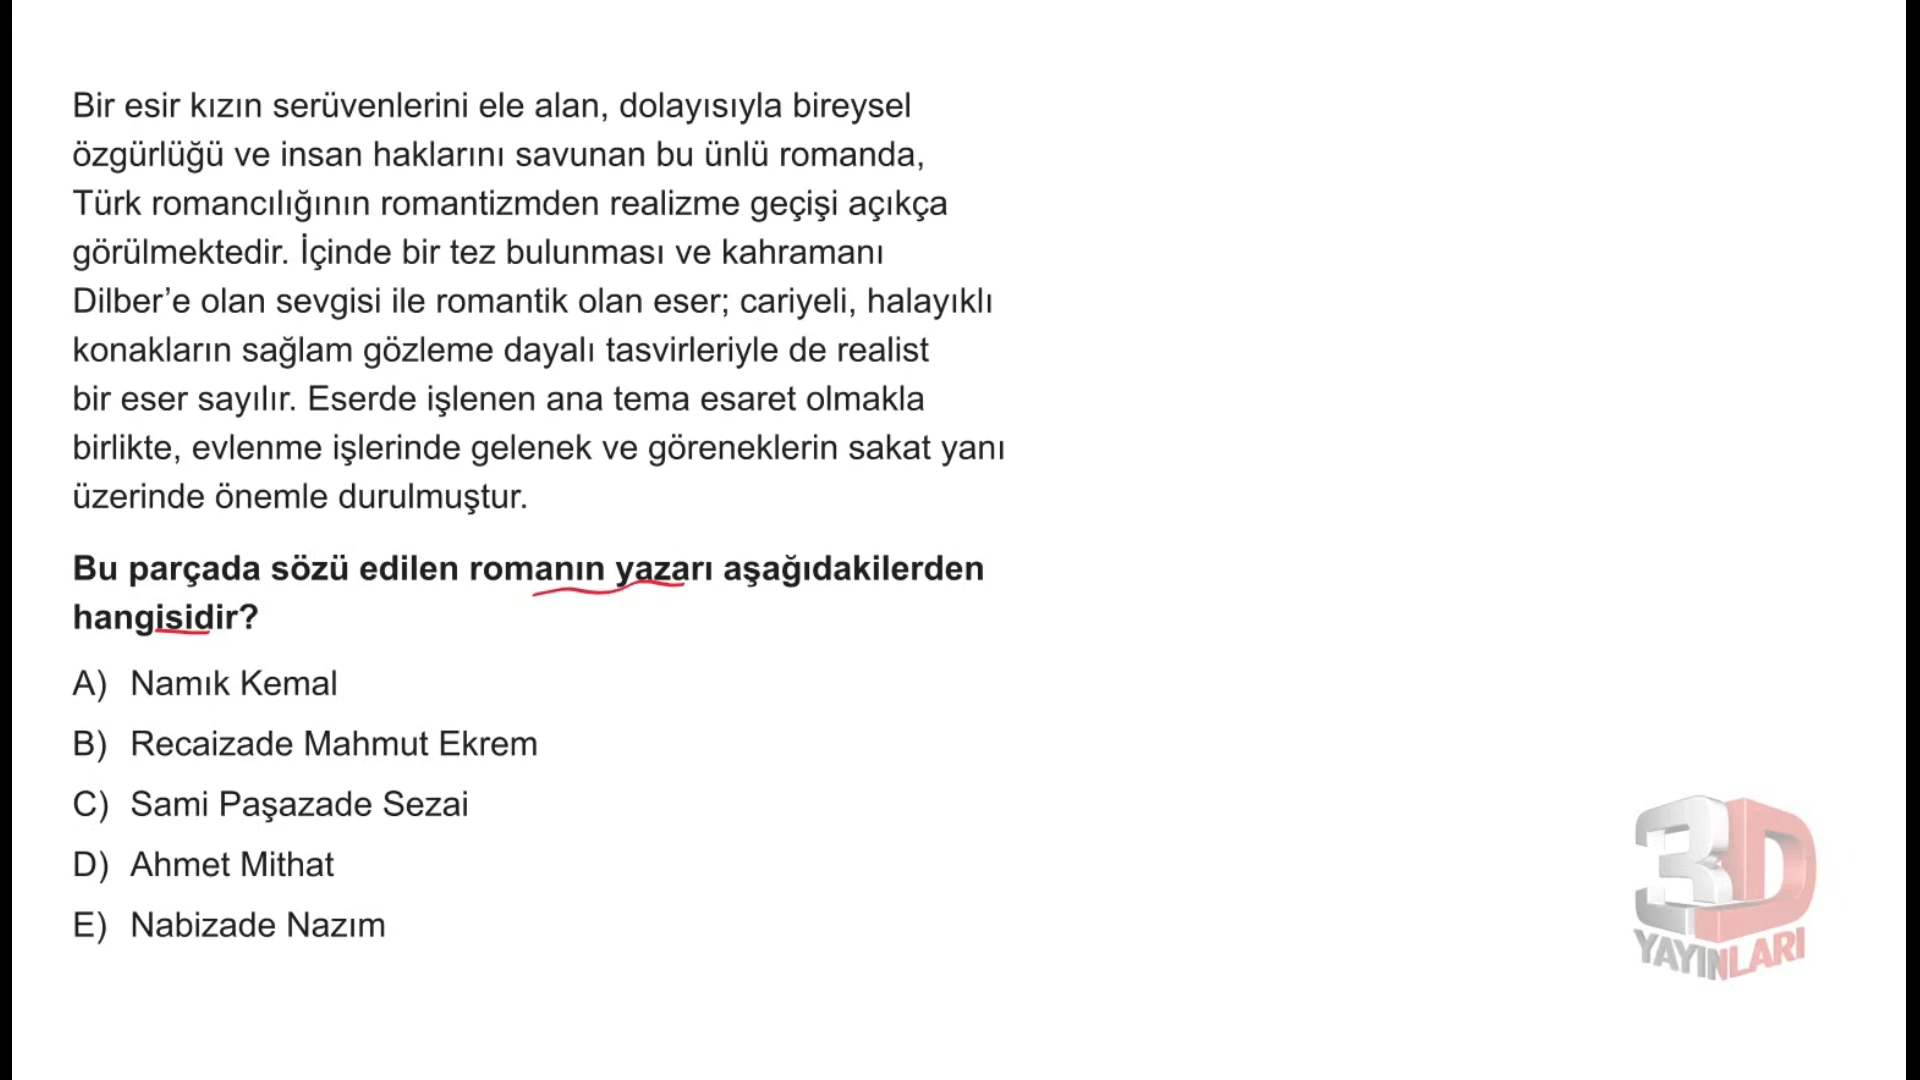 Bir esir kızın serüvenlerini ele alan, dolayısıyla bireysel
özgürlüğü ve insan haklarını savunan bu ünlü romanda,
Türk romancılığının romantizmden realizme geçişi açıkça
görülmektedir. İçinde bir tez bulunması ve kahramanı
Dilber’e olan sevgisi ile romantik olan eser; cariyeli, halayıklı
konakların sağlam gözleme dayalı tasvirleriyle de realist
bir eser sayılır. Eserde işlenen ana tema esaret olmakla
birlikte, evlenme işlerinde gelenek ve göreneklerin sakat yanı
üzerinde önemle durulmuştur.
Bu parçada sözü edilen romanın yazarı aşağıdakilerden
hangisidir?
A) Namık Kemal
B) Recaizade Mahmut Ekrem
C) Sami Paşazade Sezai
D) Ahmet Mithat
E) Nabizade Nazım
3D
YAYINLARI